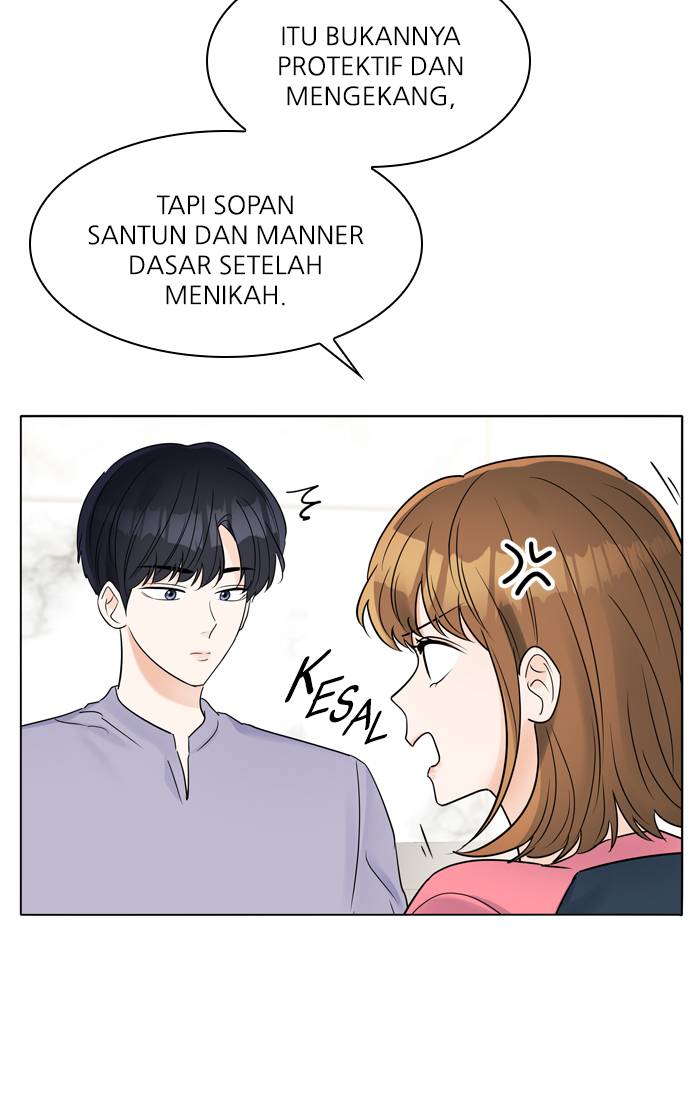 ITU BUKANNYA
PROTEKTIF DAN
MENGEKANG,
TAPI SOPAN
SANTUN DAN MANNER
DASAR SETELAH
MENIKAH.
KESAL